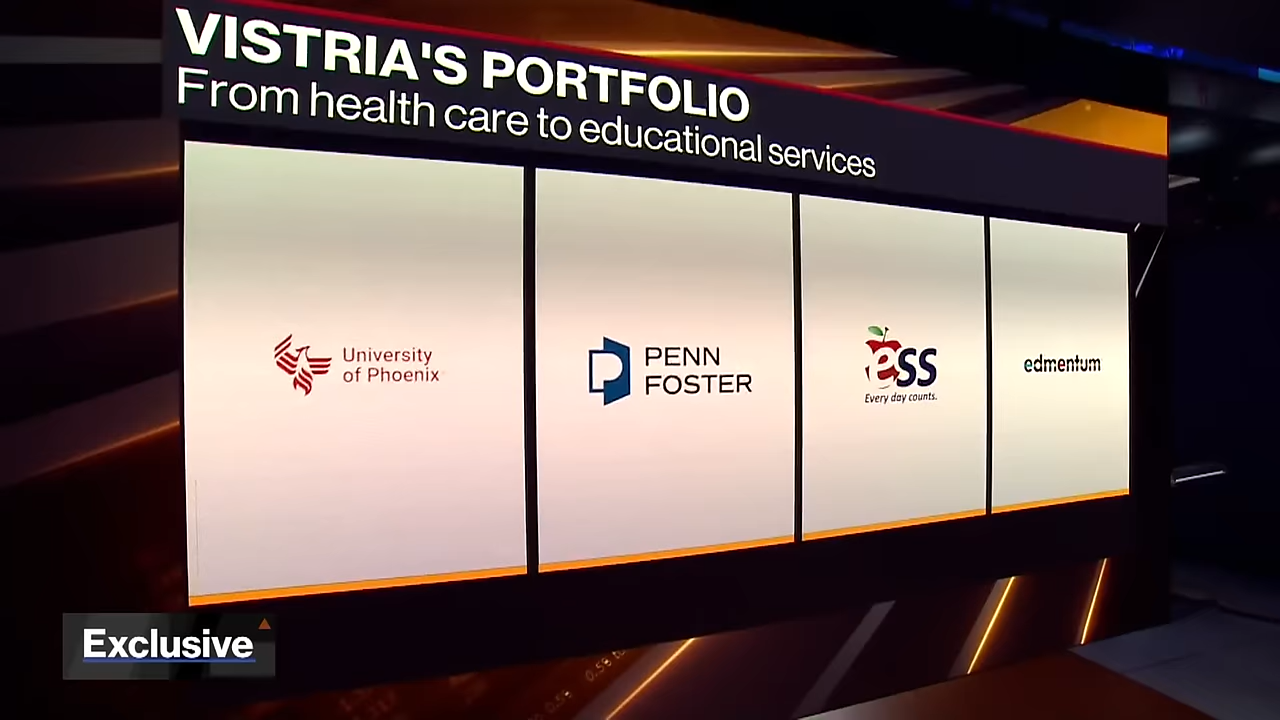 VISTRIA'S PORTFOLIO
From health care to educational services
University
of Phoenix
PENN
FOSTER
ess
Every day counts.
edmentum
Exclusive